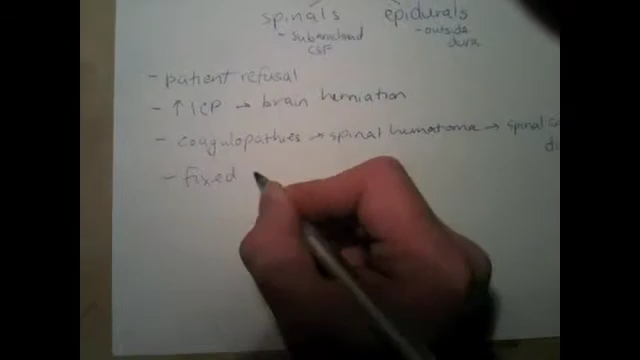 spinals epidurals
- subarachnoid - outside
CSF dura
- patient refusal
- ↑ ICP → brain herniation
- coagulopathies → spinal hematoma → spinal
- fixed